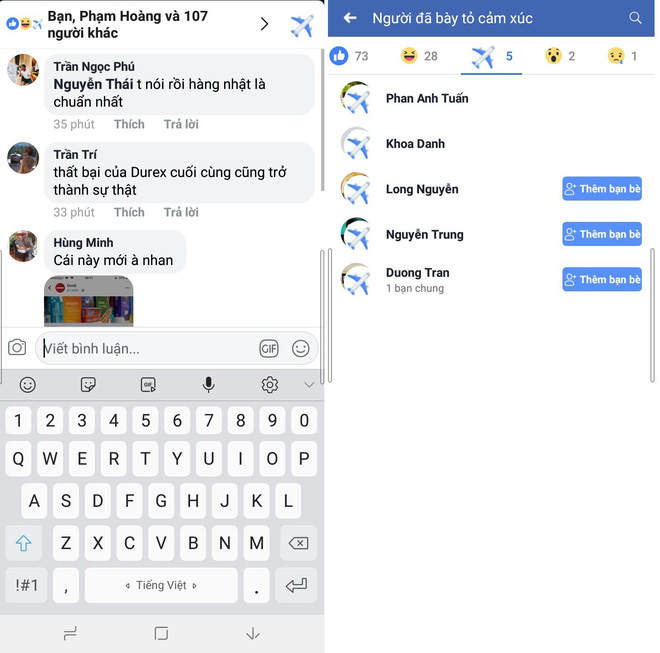 Bạn, Phạm Hoàng và 107
người khác
Trần Ngọc Phú
Nguyễn Thái t nói rồi hàng nhật là
chuẩn nhất
35 phút Thích Trả lời
Trần Trí
thất bại của Durex cuối cùng cũng trở
thành sự thật
33 phút Thích Trả lời
Hùng Minh
Cái này mới à nhan
Viết bình luận...
GIF
GIF
1 2 3 4 5 6 7 8 9 0
Q W E R T Y U I O P
A S D F G H J K L
Z X C V B N M
!#1 , Tiếng Việt .
Người đã bày tỏ cảm xúc
73 28 5 2 1
Phan Anh Tuấn
Khoa Danh
Long Nguyễn Thêm bạn bè
Nguyễn Trung Thêm bạn bè
Duong Tran Thêm bạn bè
1 bạn chung